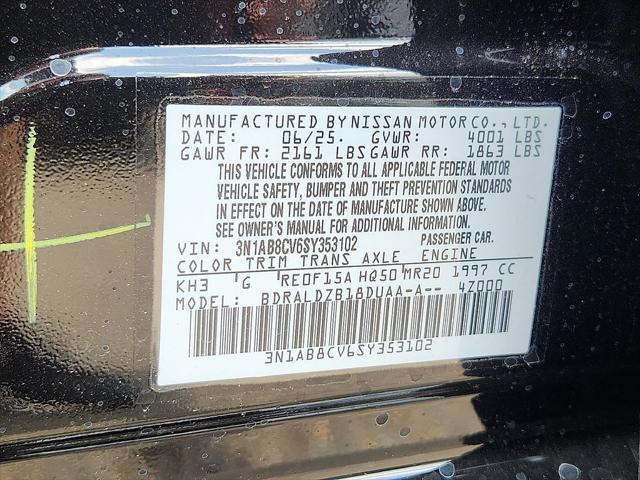 MANUFACTURED BY NISSAN MOTOR CO., LTD.
DATE: 06/25. GVWR: 4001 LBS
GAWR FR: 2161 LBS GAWR RR: 1863 LBS
THIS VEHICLE CONFORMS TO ALL APPLICABLE FEDERAL MOTOR
VEHICLE SAFETY, BUMPER AND THEFT PREVENTION STANDARDS
IN EFFECT ON THE DATE OF MANUFACTURE SHOWN ABOVE.
SEE OWNER'S MANUAL FOR ADDITIONAL INFORMATION.
VIN: 3N1AB8CV6SY353102 PASSENGER CAR.
COLOR TRIM TRANS AXLE ENGINE
KH3 G RE0F15A HQ50 MR20 1997 CC
MODEL: BDRALDZB18DUAA-A-- 4Z000
3N1AB8CV6SY353102